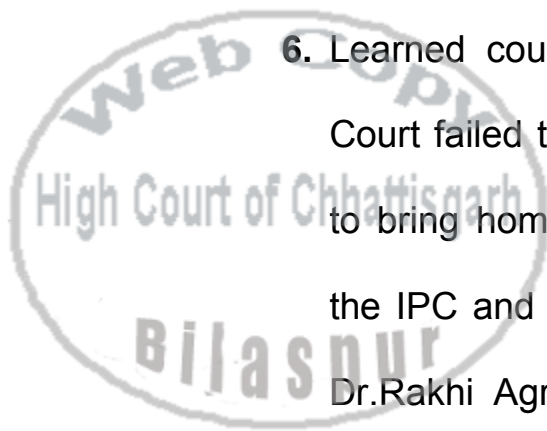 Web Copy
High Court of Chhattisgarh
Bilaspur
6. Learned cou
Court failed t
to bring hom
the IPC and
Dr.Rakhi Agr